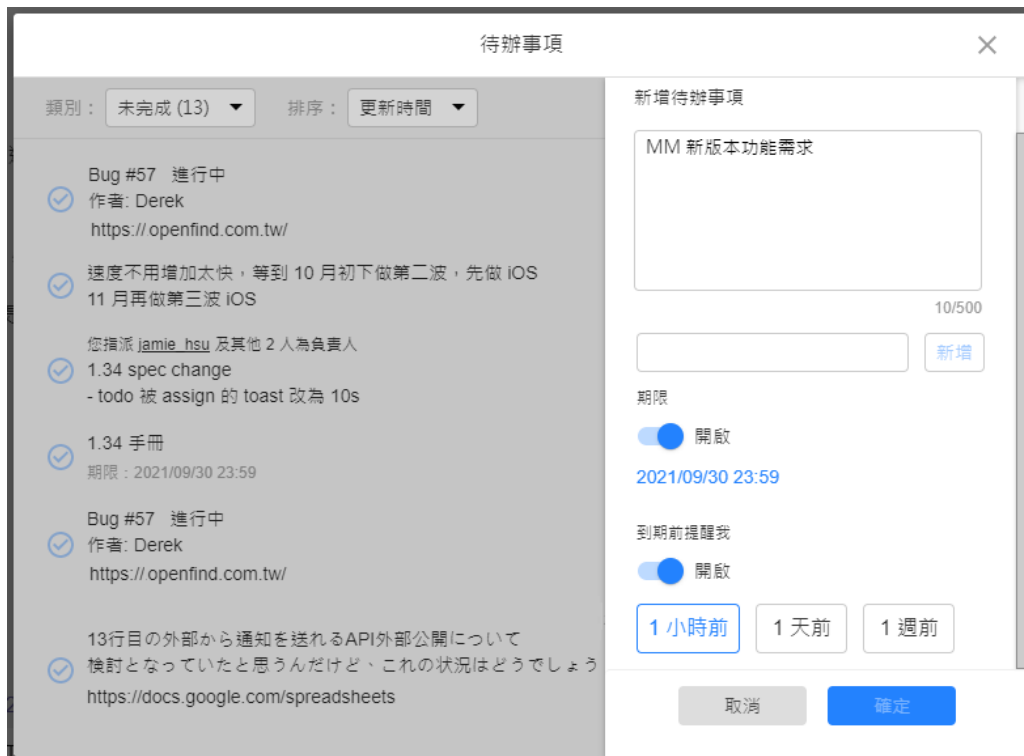 待辦事項
類別：
未完成 (13)
排序：
更新時間
Bug #57 進行中
作者: Derek
https://openfind.com.tw/
速度不用增加太快，等到 10 月初下做第二波，先做 iOS
11 月再做第三波 iOS
您指派 jamie_hsu 及其他 2 人為負責人
1.34 spec change
- todo 被 assign 的 toast 改為 10s
1.34 手冊
期限：2021/09/30 23:59
Bug #57 進行中
作者: Derek
https://openfind.com.tw/
13行目の外部から通知を送れるAPI外部公開について
検討となっていたと思うんだけど、これの状況はどうでしょう
https://docs.google.com/spreadsheets
新增待辦事項
MM 新版本功能需求
10/500
新增
期限
開啟
2021/09/30 23:59
到期前提醒我
開啟
1 小時前
1 天前
1 週前
取消
確定